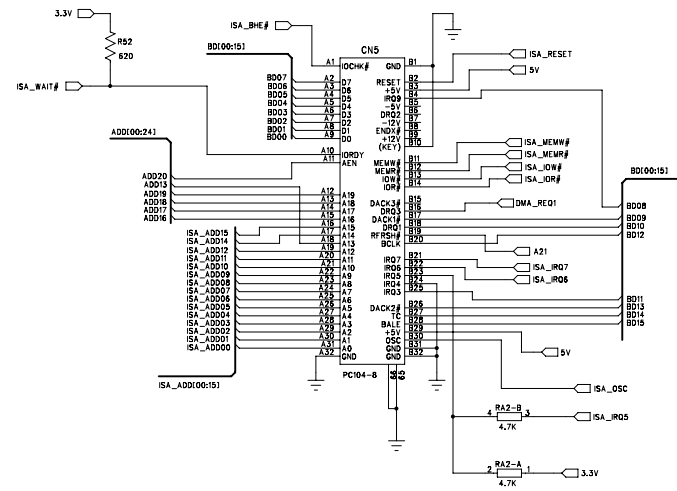 3.3V
R52
620
ISA_WAIT#
ISA_BHE#
BD[00:15]
CN5
A1 IOCHK# GND B1
BD07 A2 D7 RESET B2 ISA_RESET
BD06 A3 D6 +5V B3 5V
BD05 A4 D5 IRQ9 B4
BD04 A5 D4 -5V B5
BD03 A6 D3 DRQ2 B6
BD02 A7 D2 -12V B7
BD01 A8 D1 ENDX# B8
BD00 A9 D0 +12V B9
(KEY) B10
ADD[00:24]
A10 IORDY
A11 AEN MEMW# B11 ISA_MEMW#
MEMR# B12 ISA_MEMR#
IOW# B13 ISA_IOW#
IOR# B14 ISA_IOR#
BD[00:15]
ADD20
ADD13
ADD19
ADD18
ADD17
ADD16
A12 A19 DACK3# B15
A13 A18 DRQ3 B16 DMA_REQ1
A14 A17 DACK1# B17
A15 A16 DRQ1 B18
ISA_ADD15 A16 A15 RFRSH# B19
ISA_ADD14 A17 A14 BCLK B20
A18 A13
BD08
BD09
BD10
BD12
A21
ISA_ADD12 A19 A12
ISA_ADD11 A20 A11 IRQ7 B21 ISA_IRQ7
ISA_ADD10 A21 A10 IRQ6 B22 ISA_IRQ6
ISA_ADD09 A22 A9 IRQ5 B23
ISA_ADD08 A23 A8 IRQ4 B24
ISA_ADD07 A24 A7 IRQ3 B25
ISA_ADD06 A25 A6
ISA_ADD05 A26 A5 DACK2# B26
ISA_ADD04 A27 A4 TC B27
ISA_ADD03 A28 A3 BALE B28
ISA_ADD02 A29 A2 +5V B29
ISA_ADD01 A30 A1 OSC B30
ISA_ADD00 A31 A0 GND B31
A32 GND GND B32
BD11
BD13
BD14
BD15
5V
PC104-8
66
65
ISA_ADD[00:15]
ISA_OSC
4 RA2-B 3 ISA_IRQ5
4.7K
2 RA2-A 1 3.3V
4.7K